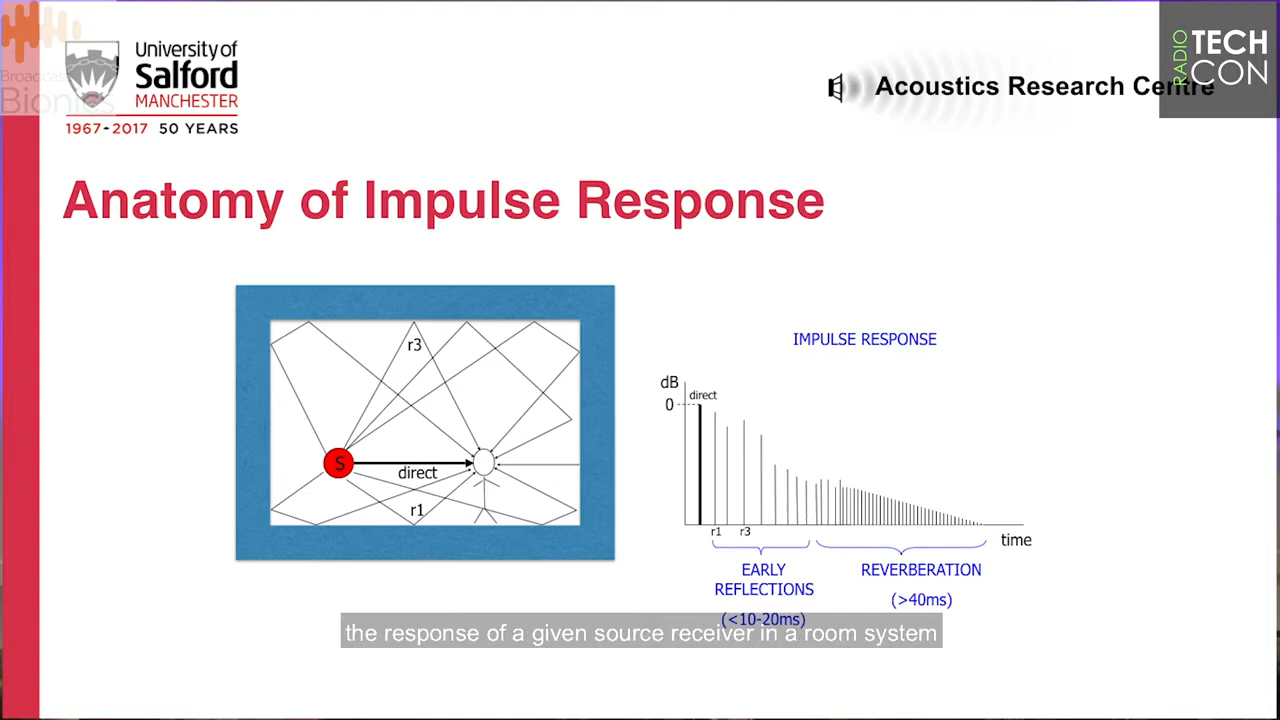 University of
Salford
MANCHESTER
1967-2017 50 YEARS
Broadcast
Bionics
Acoustics Research Centre
RADIO
TECH
CON
Anatomy of Impulse Response
r3
S
direct
r1
IMPULSE RESPONSE
dB
0
direct
r1
r3
time
EARLY
REFLECTIONS
(<10-20ms)
REVERBERATION
(>40ms)
the response of a given source receiver in a room system